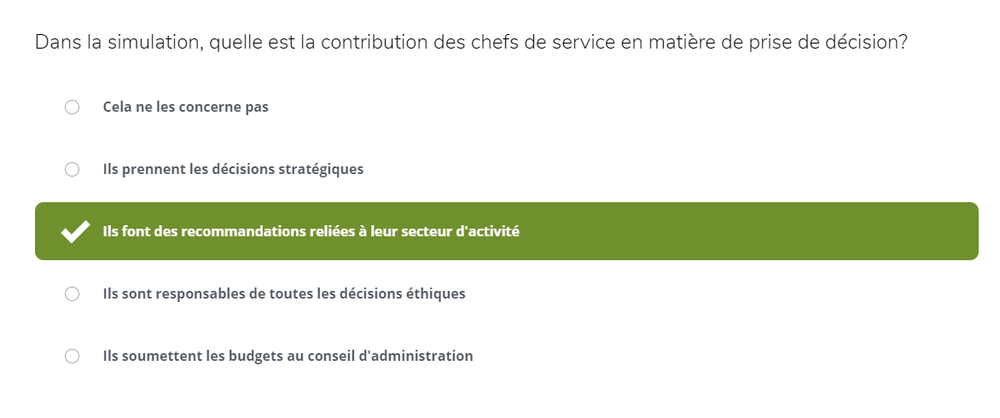 Dans la simulation, quelle est la contribution des chefs de service en matière de prise de décision?
Cela ne les concerne pas
Ils prennent les décisions stratégiques
Ils font des recommandations reliées à leur secteur d'activité
Ils sont responsables de toutes les décisions éthiques
Ils soumettent les budgets au conseil d'administration